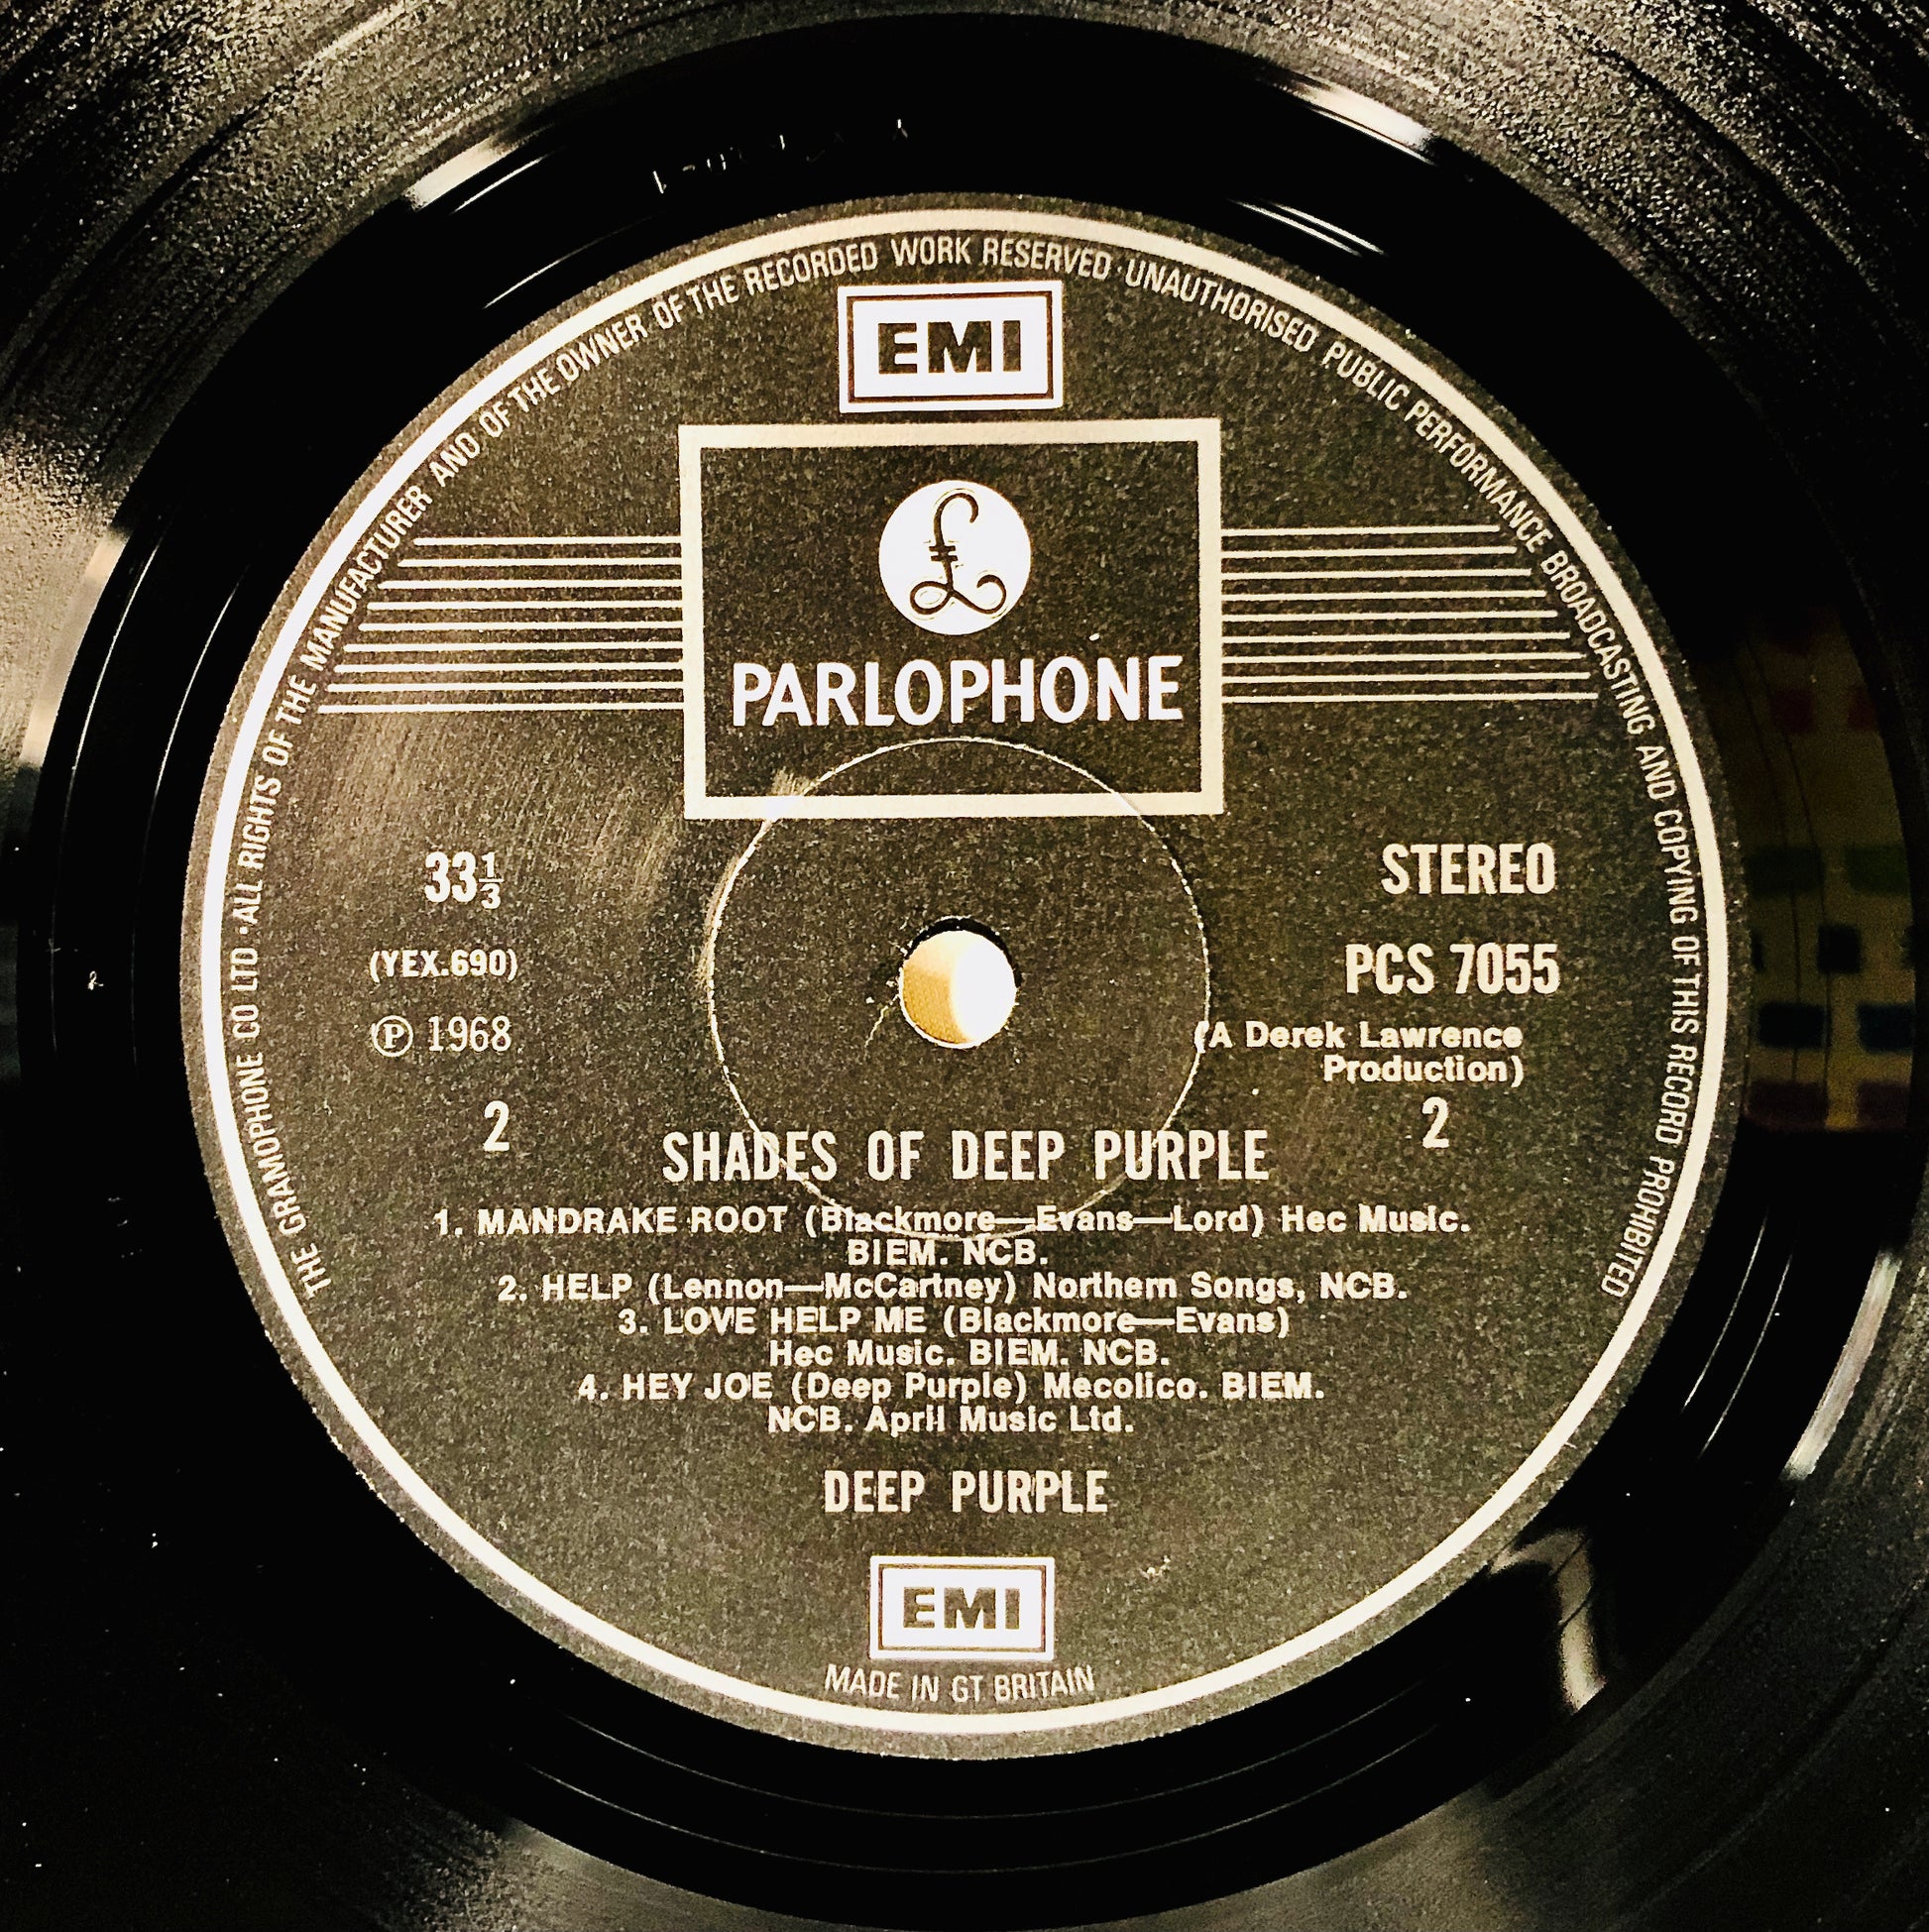 THE GRAMOPHONE CO LTD · ALL RIGHTS OF THE MANUFACTURER AND OF THE OWNER OF THE RECORDED WORK RESERVED · UNAUTHORISED PUBLIC PERFORMANCE BROADCASTING AND COPYING OF THIS RECORD PROHIBITED
EMI
£
PARLOPHONE
33⅓
STEREO
(YEX.690)
PCS 7055
Ⓟ 1968
(A Derek Lawrence
Production)
2
2
SHADES OF DEEP PURPLE
1. MANDRAKE ROOT (Blackmore—Evans—Lord) Hec Music.
BIEM. NCB.
2. HELP (Lennon—McCartney) Northern Songs, NCB.
3. LOVE HELP ME (Blackmore—Evans)
Hec Music. BIEM. NCB.
4. HEY JOE (Deep Purple) Mecolico. BIEM.
NCB. April Music Ltd.
DEEP PURPLE
EMI
MADE IN GT BRITAIN